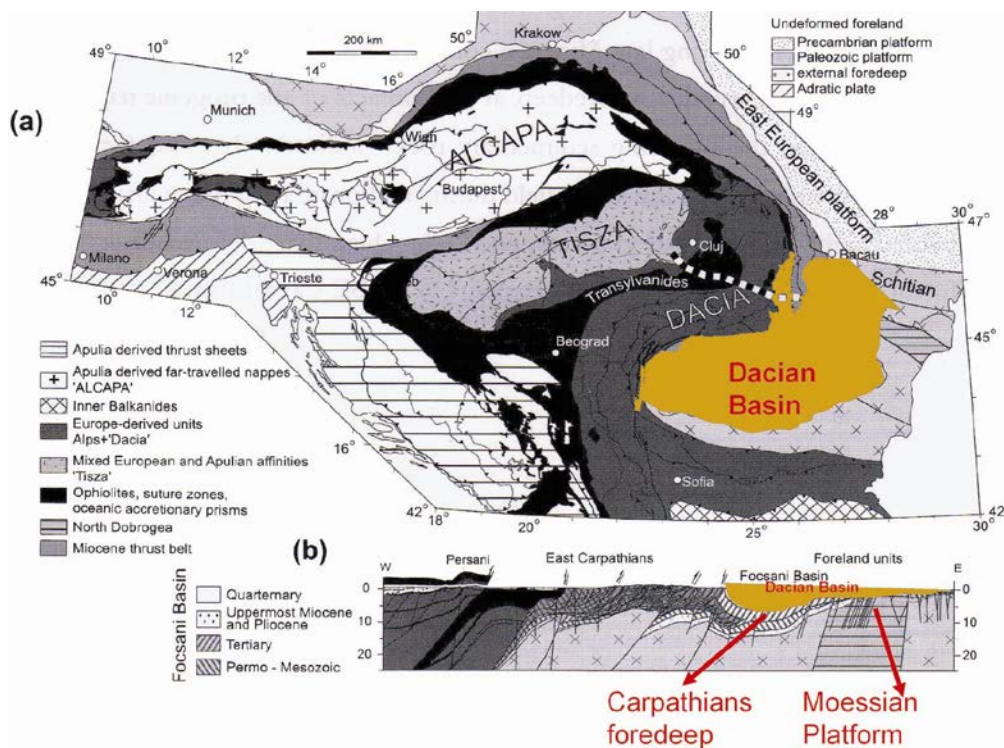 (a)
200 km
49°
10°
12°
14°
16°
50°
Krakow
50°
Undeformed foreland
Precambrian platform
Paleozoic platform
external foredeep
Adratic plate
Munich
Wien
ALCAPA
Budapest
East European platform
49°
28°
47°
30°
TISZA
Cluj
Bacau
Schitian
Milano
Verona
Trieste
45°
10°
12°
Transylvanides
DACIA
Beograd
45°
Dacian
Basin
Sofia
16°
42°
18°
20°
25°
42°
30°
Apulia derived thrust sheets
Apulia derived far-travelled nappes
'ALCAPA'
Inner Balkanides
Europe-derived units
Alps+'Dacia'
Mixed European and Apulian affinities
'Tisza'
Ophiolites, suture zones,
oceanic accretionary prisms
North Dobrogea
Miocene thrust belt
(b)
W
Persani
East Carpathians
Foreland units
E
Focsani Basin
Dacian Basin
0
10
20
0
10
20
Focsani Basin
Quarternary
Uppermost Miocene
and Pliocene
Tertiary
Permo - Mesozoic
Carpathians
foredeep
Moessian
Platform